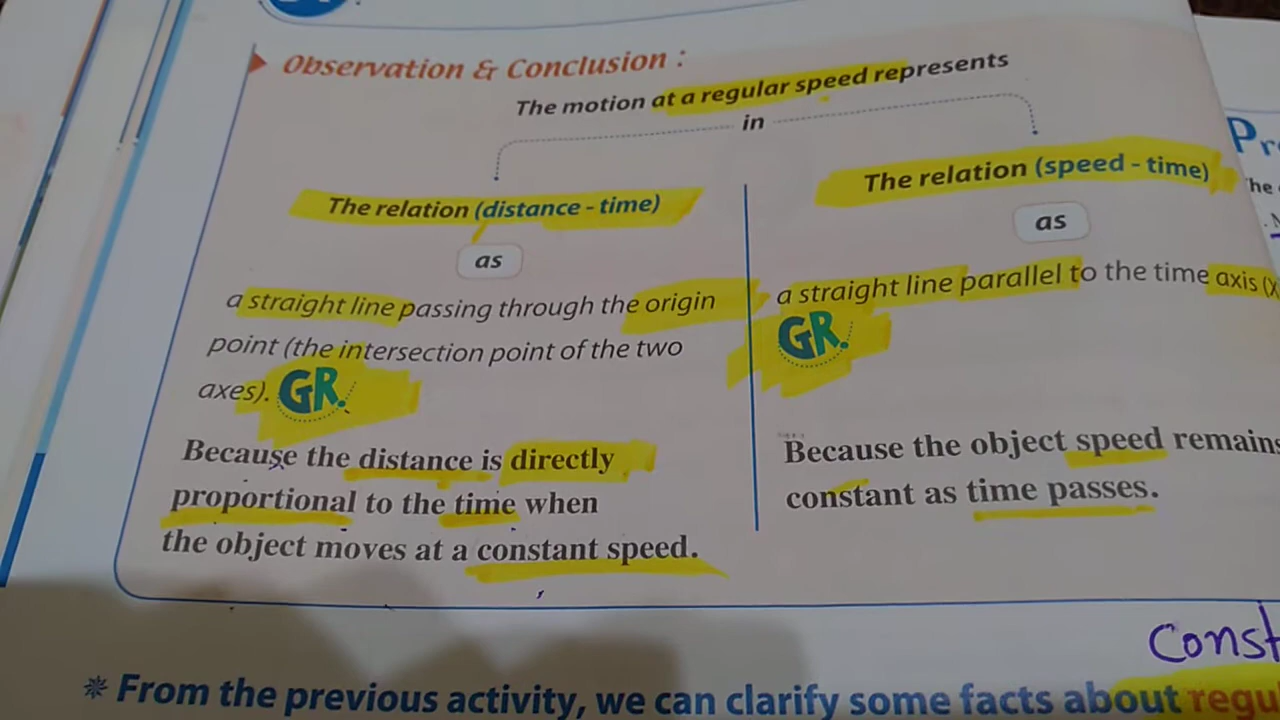 Observation & Conclusion :
The motion at a regular speed represents
in
The relation (distance - time)
as
a straight line passing through the origin
point (the intersection point of the two
axes). GR.
Because the distance is directly
proportional to the time when
the object moves at a constant speed.
The relation (speed - time)
as
a straight line parallel to the time axis (X
GR.
Because the object speed remains
constant as time passes.
Const
* From the previous activity, we can clarify some facts about regu
Pr
he